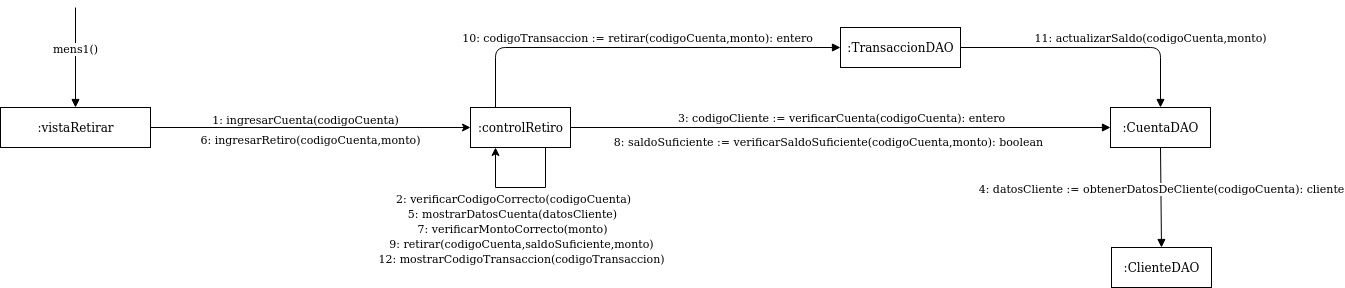 10: codigoTransaccion := retirar(codigoCuenta,monto): entero
:TransaccionDAO
11: actualizarSaldo(codigoCuenta,monto)
mens1()
:vistaRetirar
1: ingresarCuenta(codigoCuenta)
6: ingresarRetiro(codigoCuenta,monto)
:controlRetiro
3: codigoCliente := verificarCuenta(codigoCuenta): entero
8: saldoSuficiente := verificarSaldoSuficiente(codigoCuenta,monto): boolean
:CuentaDAO
4: datosCliente := obtenerDatosDeCliente(codigoCuenta): cliente
2: verificarCodigoCorrecto(codigoCuenta)
5: mostrarDatosCuenta(datosCliente)
7: verificarMontoCorrecto(monto)
9: retirar(codigoCuenta,saldoSuficiente,monto)
12: mostrarCodigoTransaccion(codigoTransaccion)
:ClienteDAO